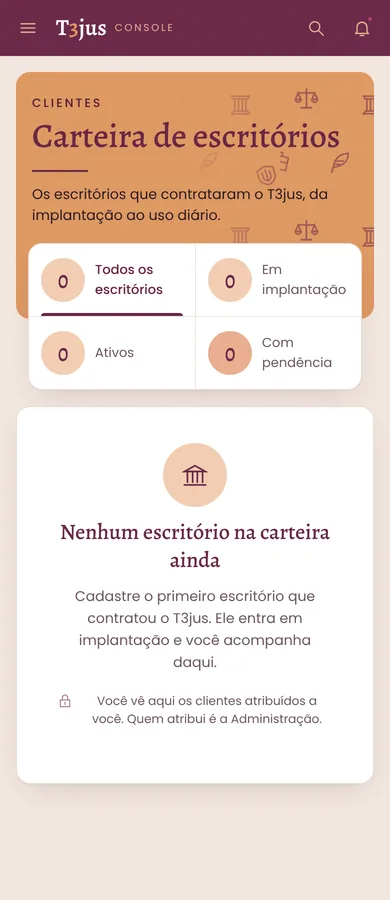 T3jus CONSOLE
CLIENTES
Carteira de escritórios
Os escritórios que contrataram o T3jus, da
implantação ao uso diário.
0 Todos os
escritórios
0 Em
implantação
0 Ativos
0 Com
pendência
Nenhum escritório na carteira
ainda
Cadastre o primeiro escritório que
contratou o T3jus. Ele entra em
implantação e você acompanha
daqui.
Você vê aqui os clientes atribuídos a
você. Quem atribui é a Administração.